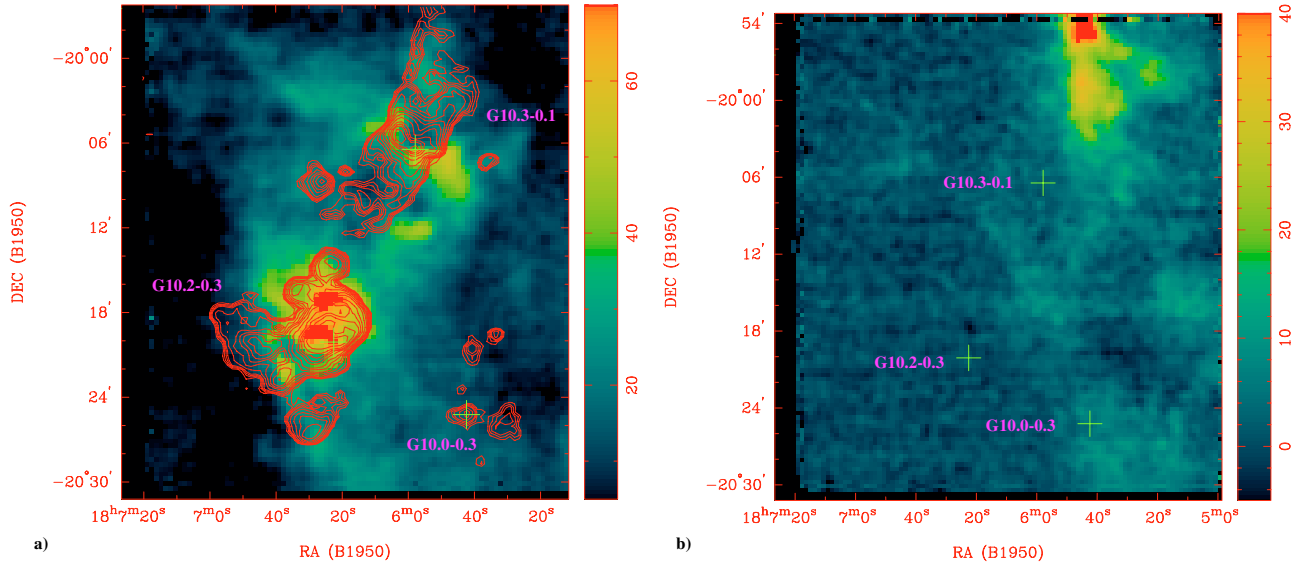 −20°00′
06′
12′
18′
24′
−20°30′
DEC (B1950)
18ʰ7ᵐ20ˢ
7ᵐ0ˢ
40ˢ
20ˢ
6ᵐ0ˢ
40ˢ
20ˢ
RA (B1950)
G10.3-0.1
G10.2-0.3
G10.0-0.3
60
40
20
a)
54′
−20°00′
06′
12′
18′
24′
−20°30′
DEC (B1950)
18ʰ7ᵐ20ˢ
7ᵐ0ˢ
40ˢ
20ˢ
6ᵐ0ˢ
40ˢ
20ˢ
5ᵐ0ˢ
RA (B1950)
G10.3-0.1
G10.2-0.3
G10.0-0.3
40
30
20
10
0
b)